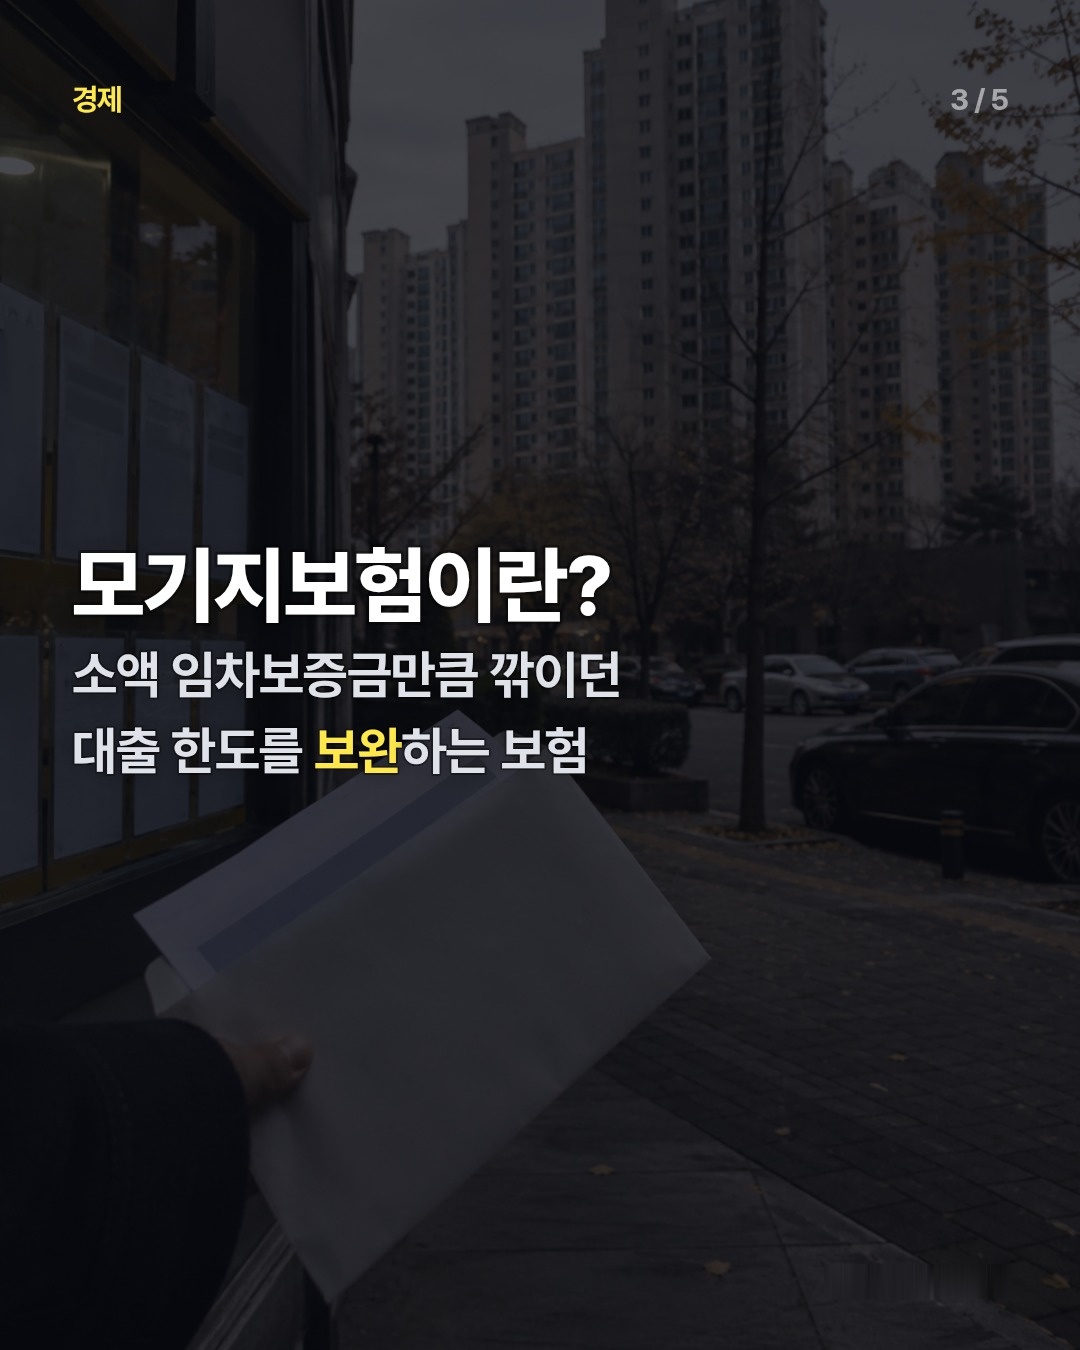 경제
3 / 5
모기지보험이란?
소액 임차보증금만큼 깎이던
대출 한도를 보완하는 보험